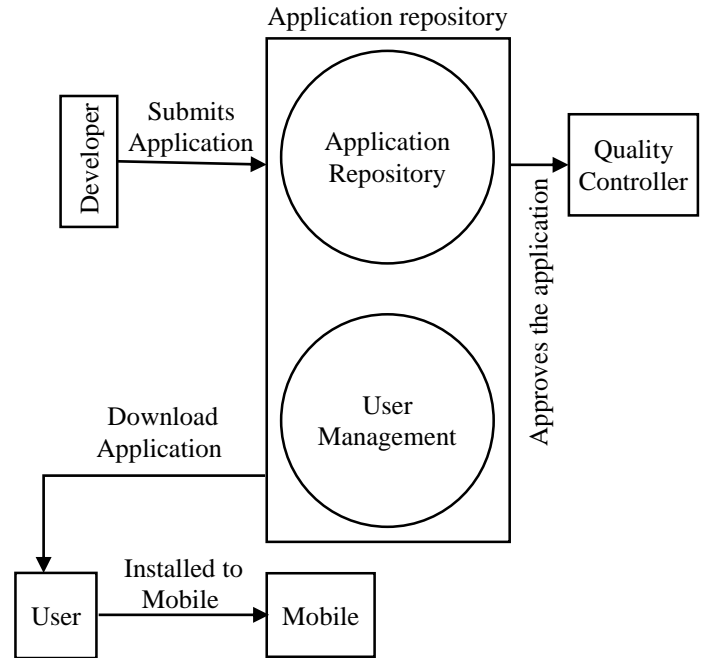 Application repository
Developer
Submits
Application
Application
Repository
Quality
Controller
Approves the application
User
Management
Download
Application
User
Installed to
Mobile
Mobile